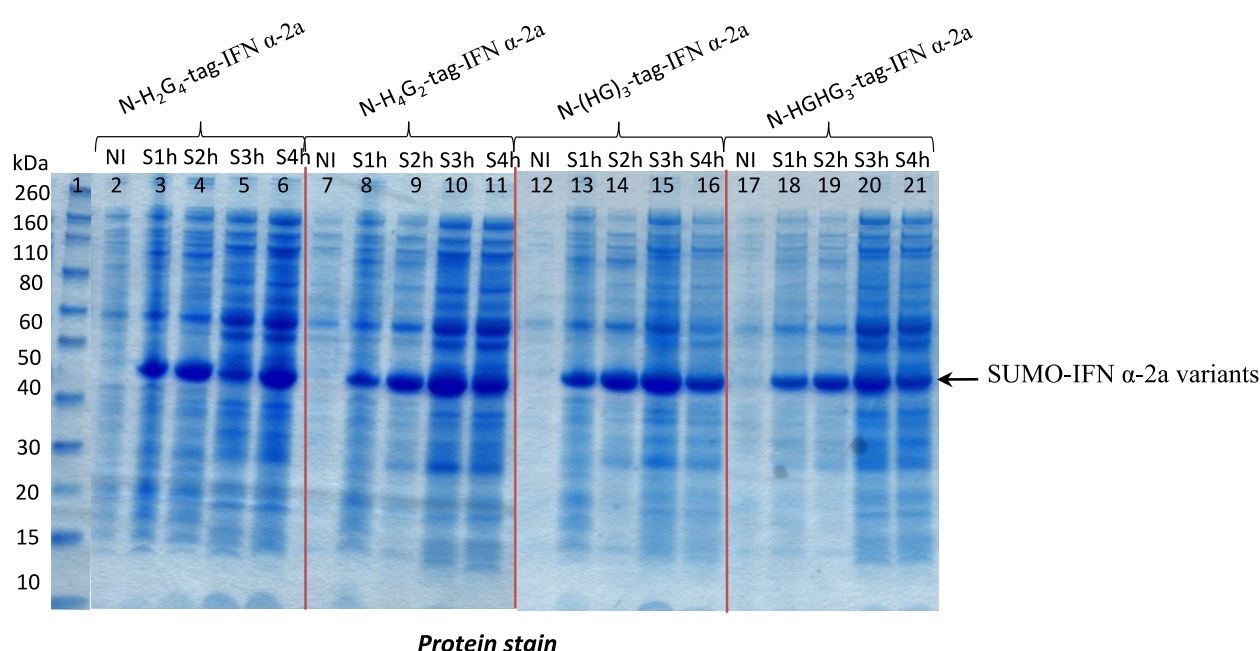 N-H₂G₄-tag-IFN α-2a N-H₄G₂-tag-IFN α-2a N-(HG)₃-tag-IFN α-2a N-HGHG₃-tag-IFN α-2a
NI S1h S2h S3h S4h NI S1h S2h S3h S4h NI S1h S2h S3h S4h NI S1h S2h S3h S4h
kDa
1 2 3 4 5 6 7 8 9 10 11 12 13 14 15 16 17 18 19 20 21
260
160
110
80
60
50
40
SUMO-IFN α-2a variants
30
20
15
10
Protein stain